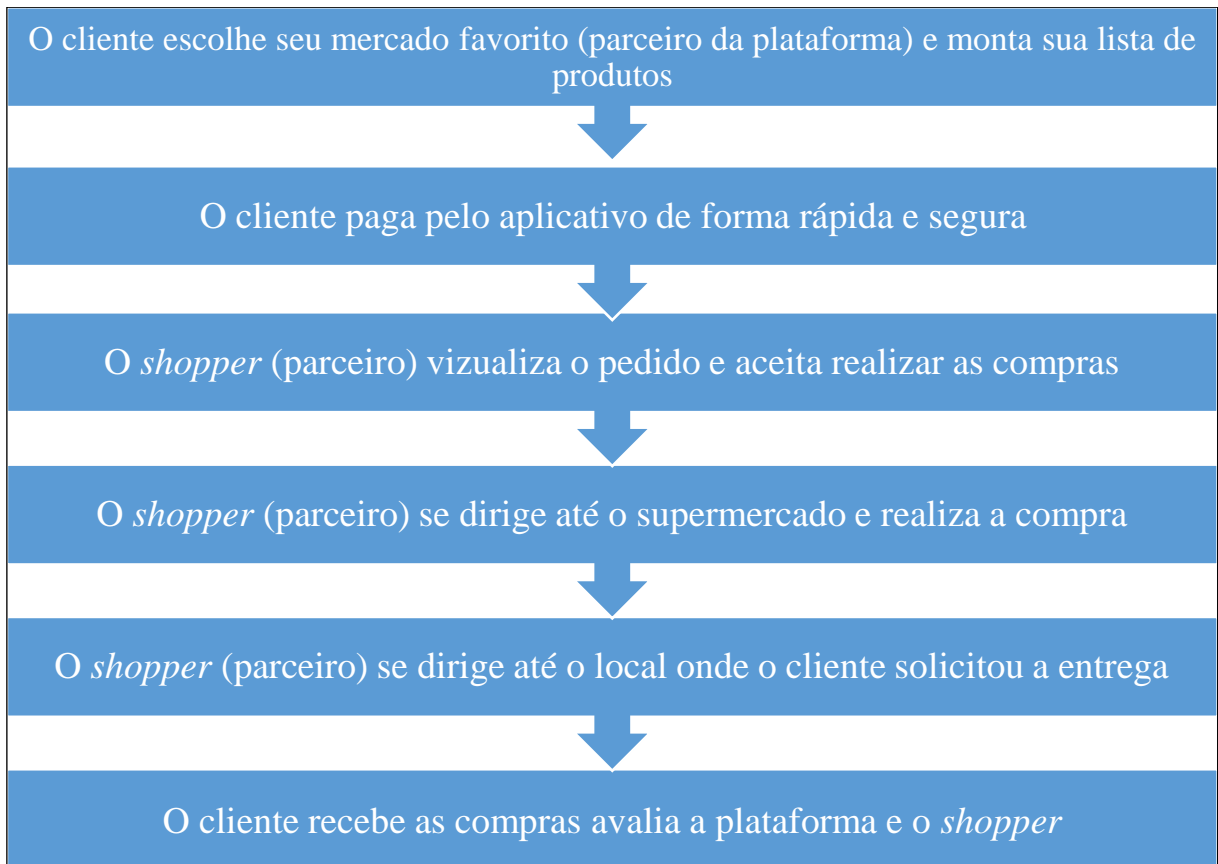 O cliente escolhe seu mercado favorito (parceiro da plataforma) e monta sua lista de
produtos
O cliente paga pelo aplicativo de forma rápida e segura
O shopper (parceiro) vizualiza o pedido e aceita realizar as compras
O shopper (parceiro) se dirige até o supermercado e realiza a compra
O shopper (parceiro) se dirige até o local onde o cliente solicitou a entrega
O cliente recebe as compras avalia a plataforma e o shopper